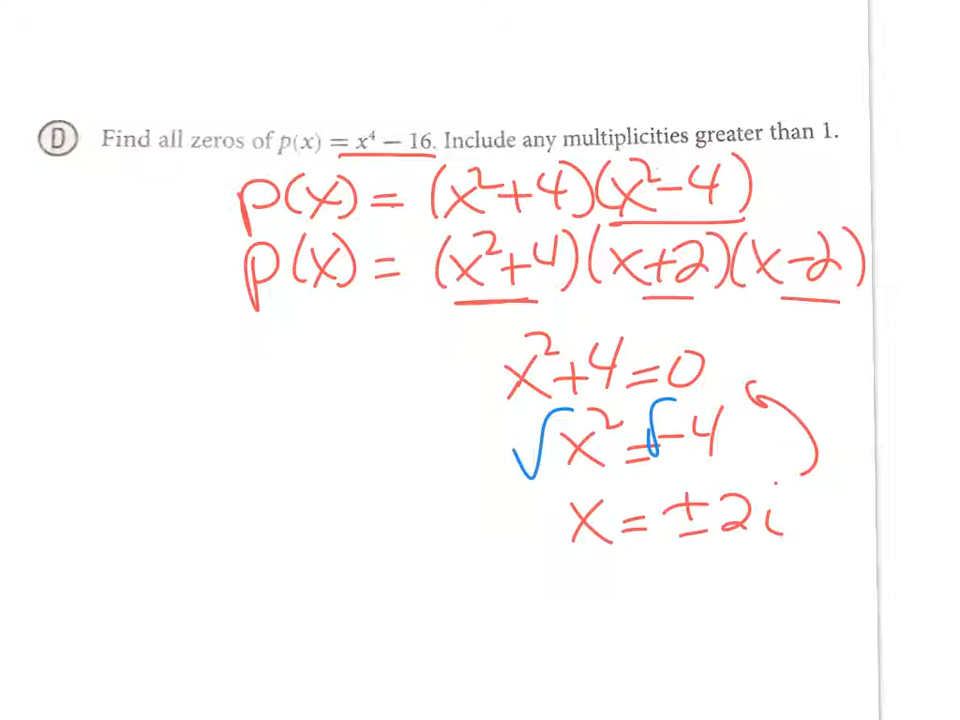 D Find all zeros of p(x) = x⁴ − 16. Include any multiplicities greater than 1.
p(x) = (x²+4)(x²−4)
p(x) = (x²+4)(x+2)(x−2)
x²+4=0
√x² = √−4
x = ±2i